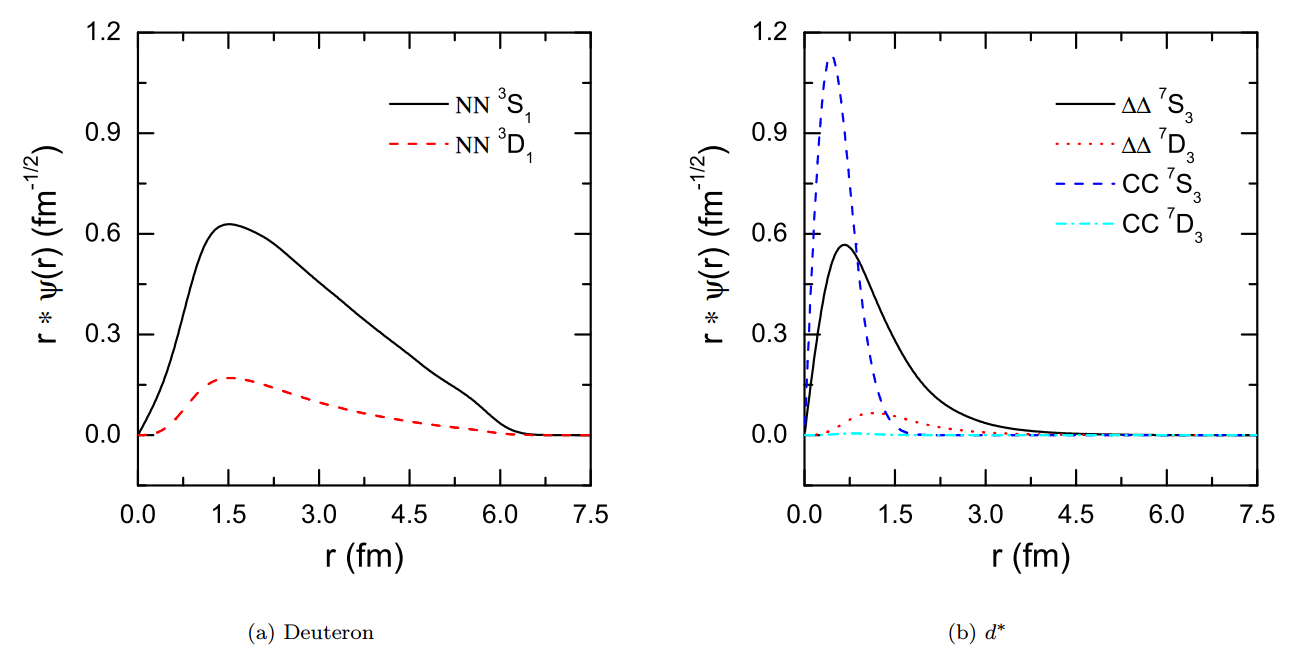 1.2
0.9
0.6
0.3
0.0
r * ψ(r) (fm^-1/2)
NN ³S₁
NN ³D₁
0.0 1.5 3.0 4.5 6.0 7.5
r (fm)
(a) Deuteron
1.2
0.9
0.6
0.3
0.0
r * ψ(r) (fm^-1/2)
ΔΔ ⁷S₃
ΔΔ ⁷D₃
CC ⁷S₃
CC ⁷D₃
0.0 1.5 3.0 4.5 6.0 7.5
r (fm)
(b) d*